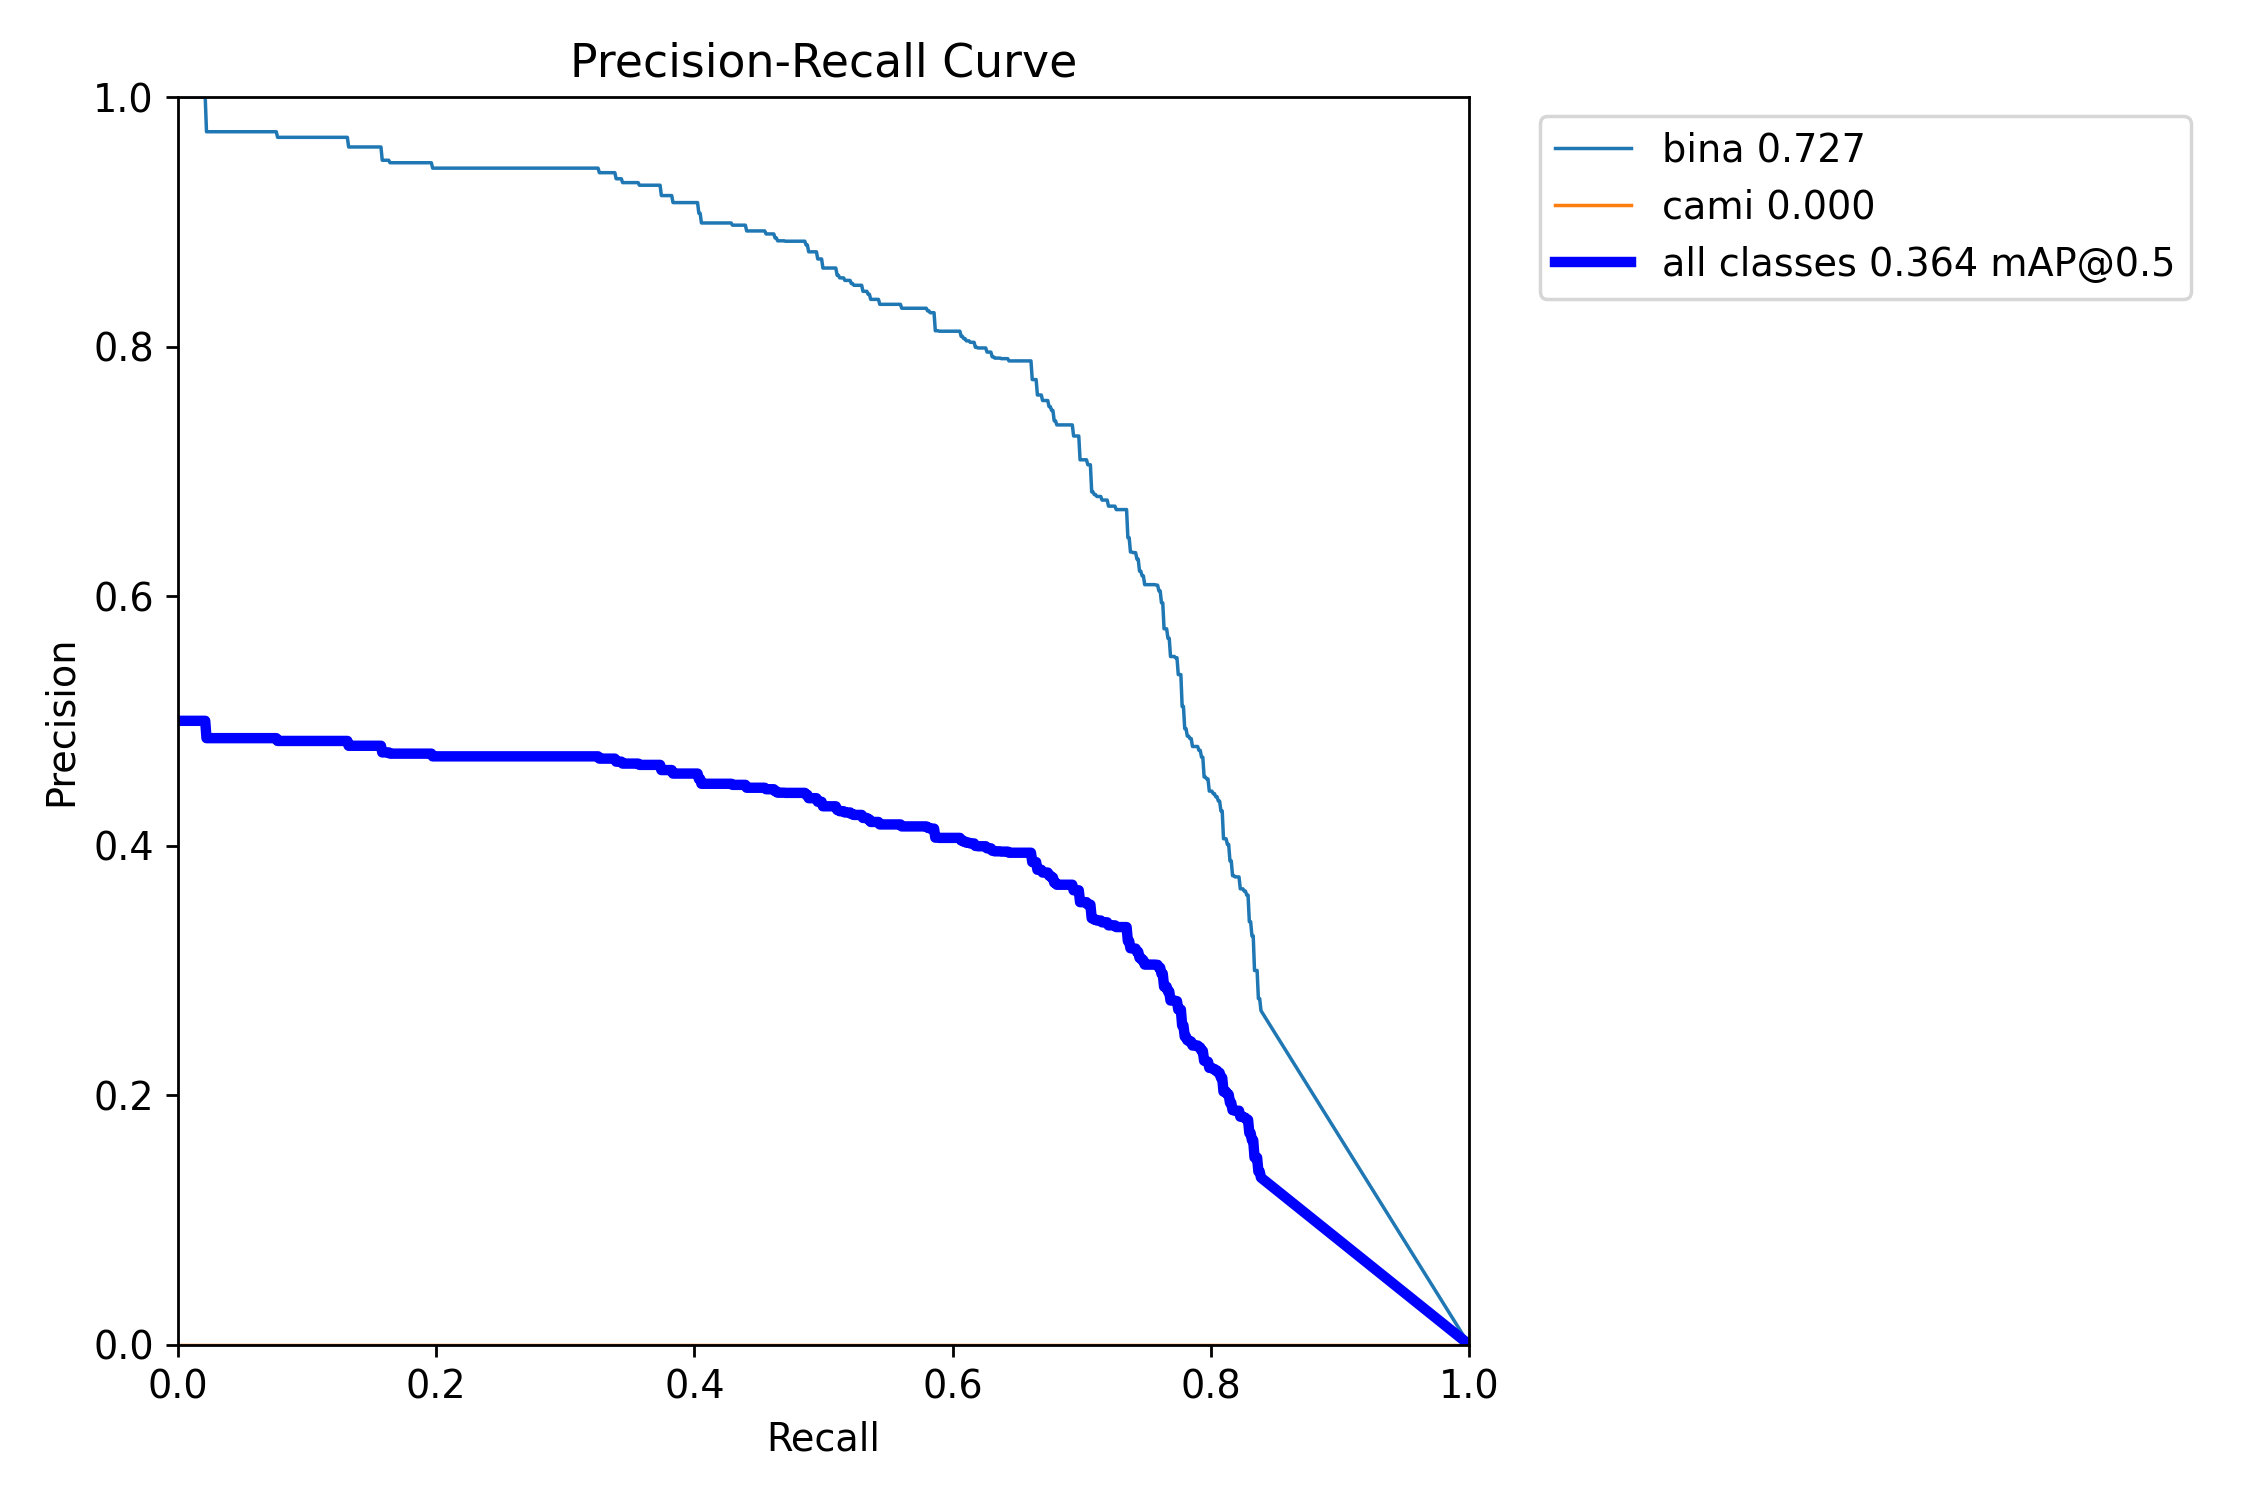 Precision-Recall Curve
1.0
0.8
0.6
0.4
0.2
0.0
Precision
0.0 0.2 0.4 0.6 0.8 1.0
Recall
bina 0.727
cami 0.000
all classes 0.364 mAP@0.5